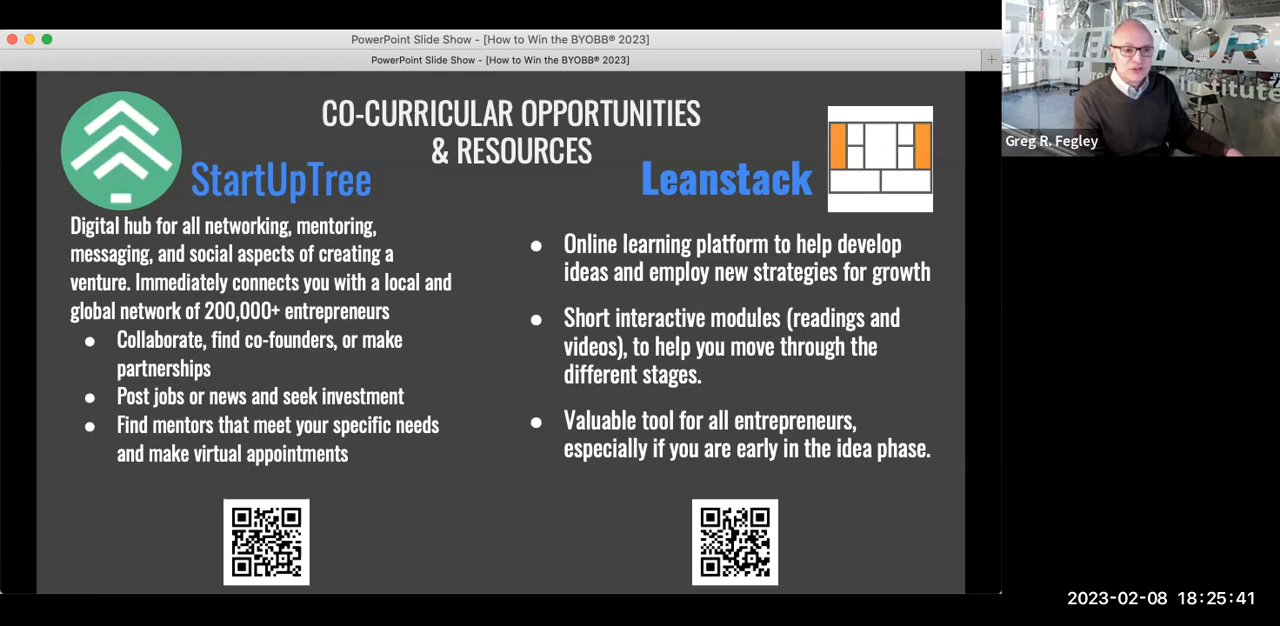 PowerPoint Slide Show - [How to Win the BYOBB® 2023]
PowerPoint Slide Show - [How to Win the BYOBB® 2023]
CO-CURRICULAR OPPORTUNITIES
& RESOURCES
StartUpTree
Digital hub for all networking, mentoring,
messaging, and social aspects of creating a
venture. Immediately connects you with a local and
global network of 200,000+ entrepreneurs
● Collaborate, find co-founders, or make
partnerships
● Post jobs or news and seek investment
● Find mentors that meet your specific needs
and make virtual appointments
Leanstack
● Online learning platform to help develop
ideas and employ new strategies for growth
● Short interactive modules (readings and
videos), to help you move through the
different stages.
● Valuable tool for all entrepreneurs,
especially if you are early in the idea phase.
institute
Greg R. Fegley
2023-02-08 18:25:41